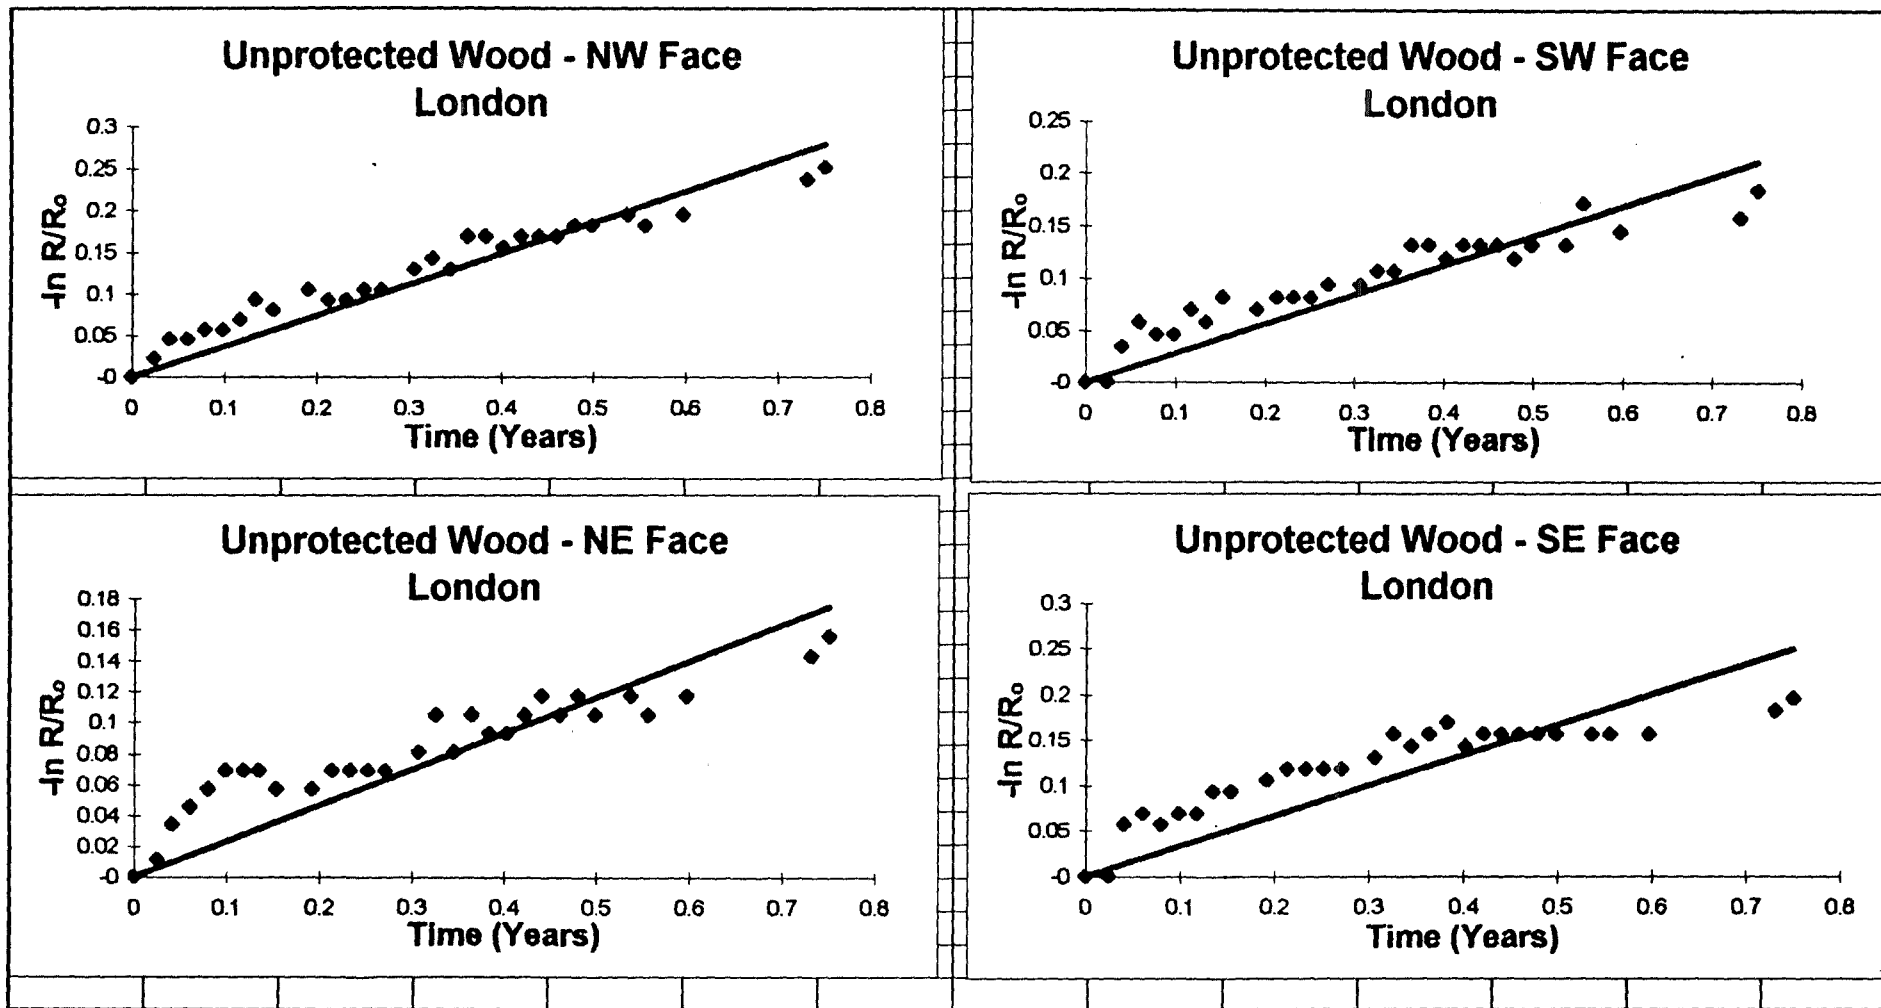 Unprotected Wood - NW Face
London
0.3
0.25
0.2
0.15
0.1
0.05
-0
-ln R/Ro
0 0.1 0.2 0.3 0.4 0.5 0.6 0.7 0.8
Time (Years)
Unprotected Wood - SW Face
London
0.25
0.2
0.15
0.1
0.05
-0
-ln R/Ro
0 0.1 0.2 0.3 0.4 0.5 0.6 0.7 0.8
Time (Years)
Unprotected Wood - NE Face
London
0.18
0.16
0.14
0.12
0.1
0.08
0.06
0.04
0.02
-0
-ln R/Ro
0 0.1 0.2 0.3 0.4 0.5 0.6 0.7 0.8
Time (Years)
Unprotected Wood - SE Face
London
0.3
0.25
0.2
0.15
0.1
0.05
-0
-ln R/Ro
0 0.1 0.2 0.3 0.4 0.5 0.6 0.7 0.8
Time (Years)